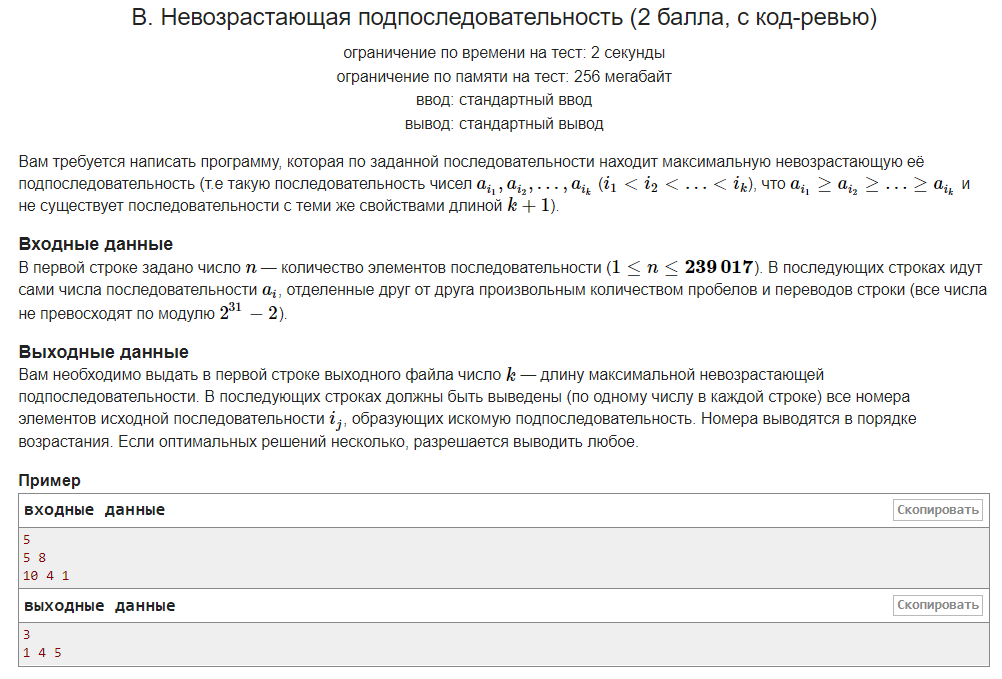 B. Невозрастающая подпоследовательность (2 балла, с код-ревью)
ограничение по времени на тест: 2 секунды
ограничение по памяти на тест: 256 мегабайт
ввод: стандартный ввод
вывод: стандартный вывод
Вам требуется написать программу, которая по заданной последовательности находит максимальную невозрастающую её
подпоследовательность (т.е такую последовательность чисел $a_{i_1}, a_{i_2}, \ldots, a_{i_k}$ ($i_1 < i_2 < \ldots < i_k$), что $a_{i_1} \geq a_{i_2} \geq \ldots \geq a_{i_k}$ и
не существует последовательности с теми же свойствами длиной $k + 1$).
Входные данные
В первой строке задано число $n$ — количество элементов последовательности ($1 \leq n \leq 239\,017$). В последующих строках идут
сами числа последовательности $a_i$, отделенные друг от друга произвольным количеством пробелов и переводов строки (все числа
не превосходят по модулю $2^{31} - 2$).
Выходные данные
Вам необходимо выдать в первой строке выходного файла число $k$ — длину максимальной невозрастающей
подпоследовательности. В последующих строках должны быть выведены (по одному числу в каждой строке) все номера
элементов исходной последовательности $i_j$, образующих искомую подпоследовательность. Номера выводятся в порядке
возрастания. Если оптимальных решений несколько, разрешается выводить любое.
Пример
входные данные Скопировать
5
5 8
10 4 1
выходные данные Скопировать
3
1 4 5